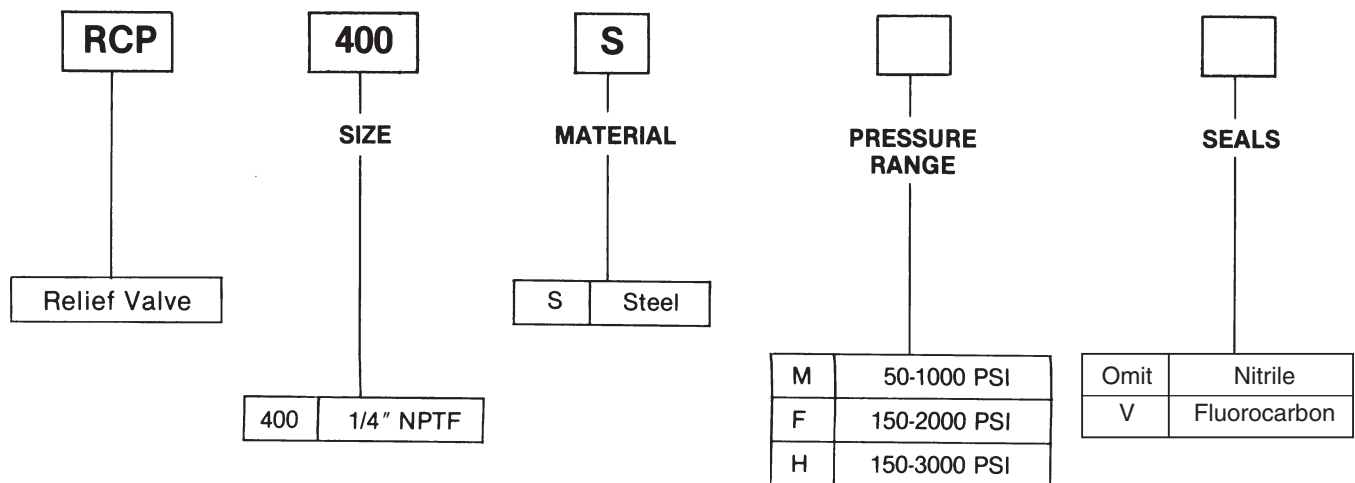 RCP 400 S
SIZE MATERIAL PRESSURE SEALS
RANGE
Relief Valve
S Steel
400 1/4" NPTF
M 50-1000 PSI
F 150-2000 PSI
H 150-3000 PSI
Omit Nitrile
V Fluorocarbon